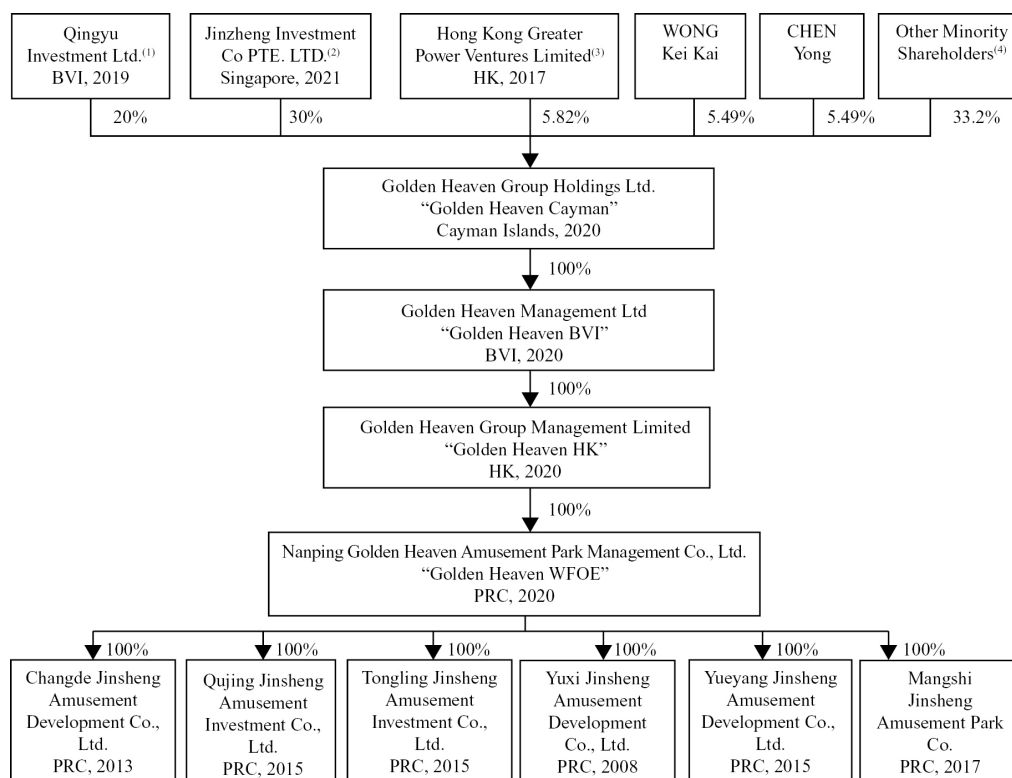 Qingyu
Investment Ltd.(1)
BVI, 2019
Jinzheng Investment
Co PTE. LTD.(2)
Singapore, 2021
Hong Kong Greater
Power Ventures Limited(3)
HK, 2017
WONG
Kei Kai
CHEN
Yong
Other Minority
Shareholders(4)
20%
30%
5.82%
5.49%
5.49%
33.2%
Golden Heaven Group Holdings Ltd.
“Golden Heaven Cayman”
Cayman Islands, 2020
100%
Golden Heaven Management Ltd
“Golden Heaven BVI”
BVI, 2020
100%
Golden Heaven Group Management Limited
“Golden Heaven HK”
HK, 2020
100%
Nanping Golden Heaven Amusement Park Management Co., Ltd.
“Golden Heaven WFOE”
PRC, 2020
100%
100%
100%
100%
100%
100%
Changde Jinsheng
Amusement
Development Co.,
Ltd.
PRC, 2013
Qujing Jinsheng
Amusement
Investment Co.,
Ltd.
PRC, 2015
Tongling Jinsheng
Amusement
Investment Co.,
Ltd.
PRC, 2015
Yuxi Jinsheng
Amusement
Development
Co., Ltd.
PRC, 2008
Yueyang Jinsheng
Amusement
Development Co.,
Ltd.
PRC, 2015
Mangshi
Jinsheng
Amusement Park
Co.
PRC, 2017